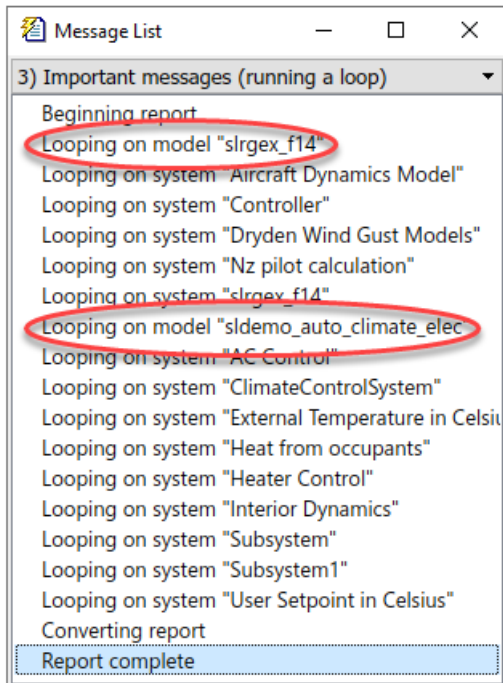 Message List
3) Important messages (running a loop)
Beginning report
Looping on model "slrgex_f14"
Looping on system "Aircraft Dynamics Model"
Looping on system "Controller"
Looping on system "Dryden Wind Gust Models"
Looping on system "Nz pilot calculation"
Looping on system "slrgex_f14"
Looping on model "sldemo_auto_climate_elec
Looping on system "AC Control"
Looping on system "ClimateControlSystem"
Looping on system "External Temperature in Celsiu
Looping on system "Heat from occupants"
Looping on system "Heater Control"
Looping on system "Interior Dynamics"
Looping on system "Subsystem"
Looping on system "Subsystem1"
Looping on system "User Setpoint in Celsius"
Converting report
Report complete